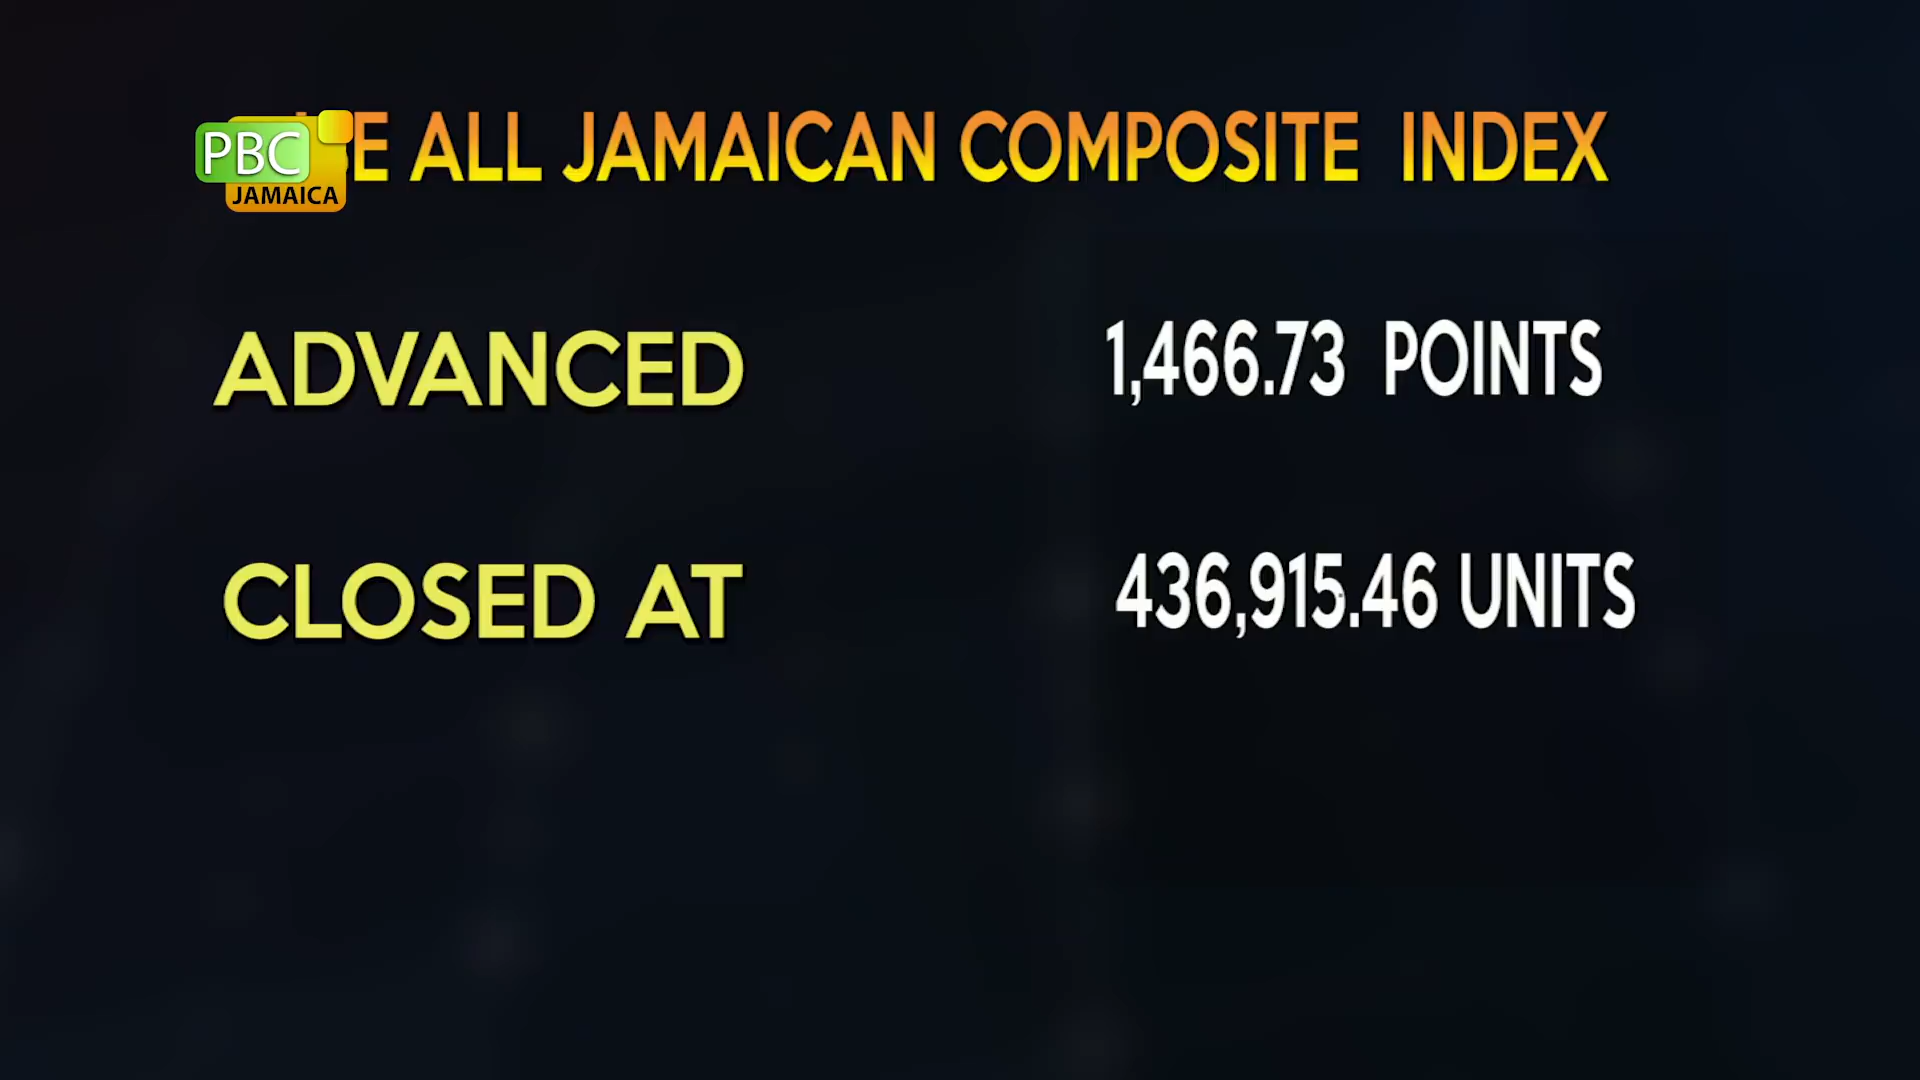 ALL JAMAICAN COMPOSITE INDEX
PBC
JAMAICA
ADVANCED 1,466.73 POINTS
CLOSED AT 436,915.46 UNITS